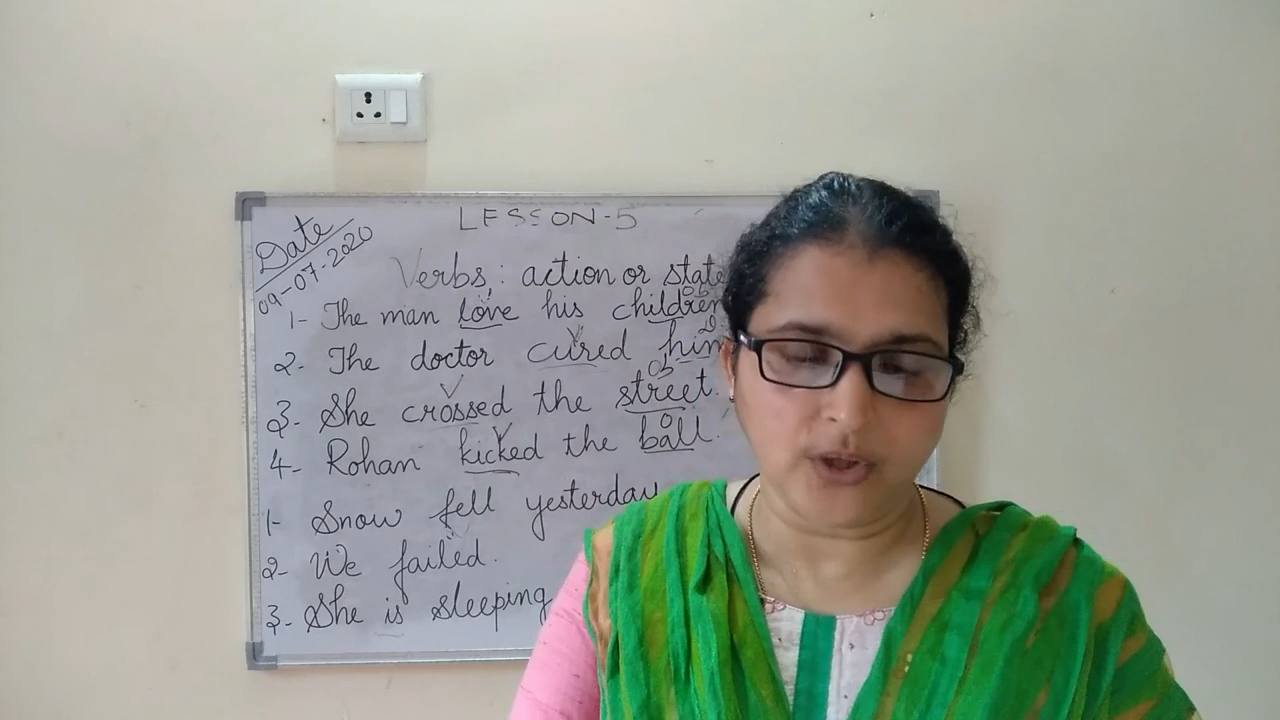 LESSON-5
Date
09-07-2020
Verbs : action or state
1- The man love his children
2. The doctor cured him
3. She crossed the street.
4- Rohan kicked the ball.
1- Snow fell yesterday
2- We failed.
3- She is sleeping